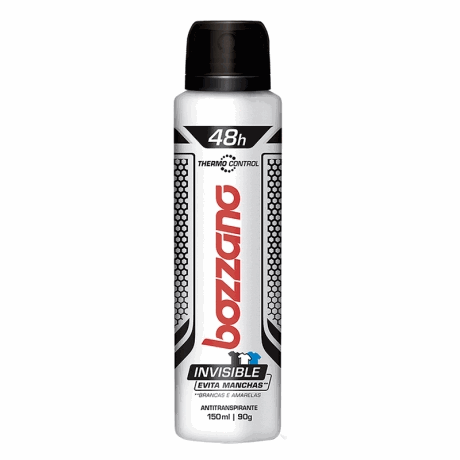 48h
THERMO CONTROL
bozzano
INVISIBLE
EVITA MANCHAS**
**BRANCAS E AMARELAS
ANTITRANSPIRANTE
150ml | 90g